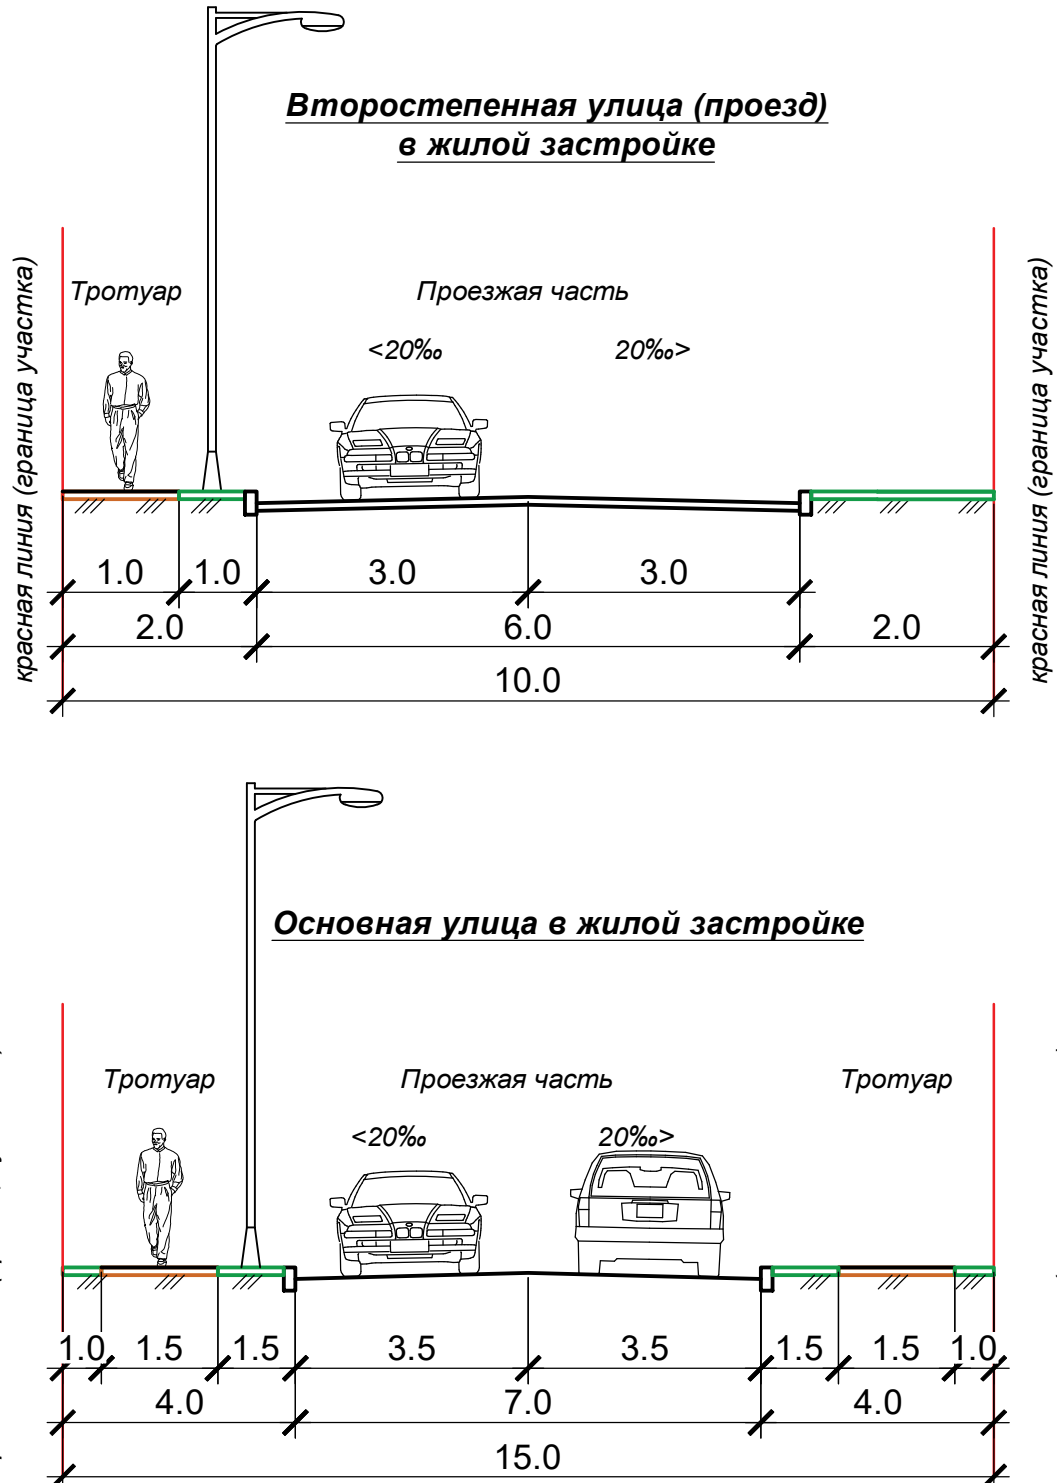 Второстепенная улица (проезд)
в жилой застройке
красная линия (граница участка)
красная линия (граница участка)
Тротуар
Проезжая часть
<20‰
20‰>
1.0
1.0
3.0
3.0
2.0
6.0
2.0
10.0
Основная улица в жилой застройке
Тротуар
Проезжая часть
Тротуар
<20‰
20‰>
1.0
1.5
1.5
3.5
3.5
1.5
1.5
1.0
4.0
7.0
4.0
15.0